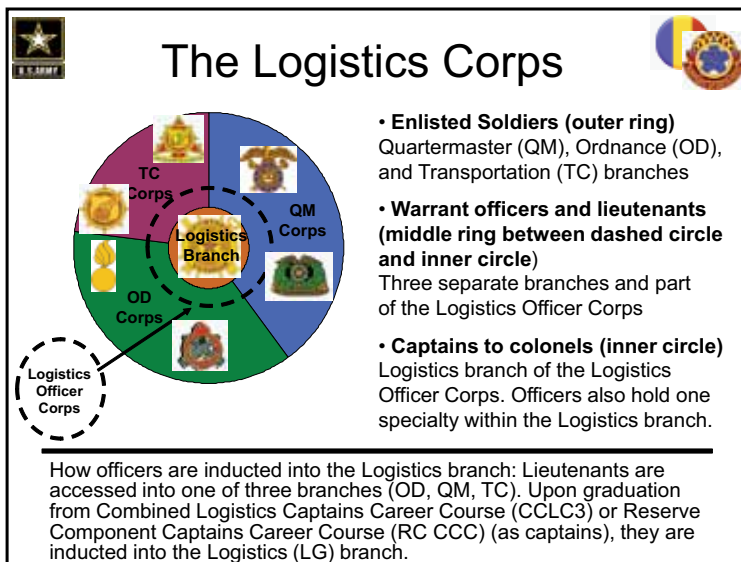 U.S.ARMY
The Logistics Corps
TC
Corps
QM
Corps
Logistics
Branch
OD
Corps
Logistics
Officer
Corps
• Enlisted Soldiers (outer ring)
Quartermaster (QM), Ordnance (OD),
and Transportation (TC) branches
• Warrant officers and lieutenants
(middle ring between dashed circle
and inner circle)
Three separate branches and part
of the Logistics Officer Corps
• Captains to colonels (inner circle)
Logistics branch of the Logistics
Officer Corps. Officers also hold one
specialty within the Logistics branch.
How officers are inducted into the Logistics branch: Lieutenants are
accessed into one of three branches (OD, QM, TC). Upon graduation
from Combined Logistics Captains Career Course (CCLC3) or Reserve
Component Captains Career Course (RC CCC) (as captains), they are
inducted into the Logistics (LG) branch.